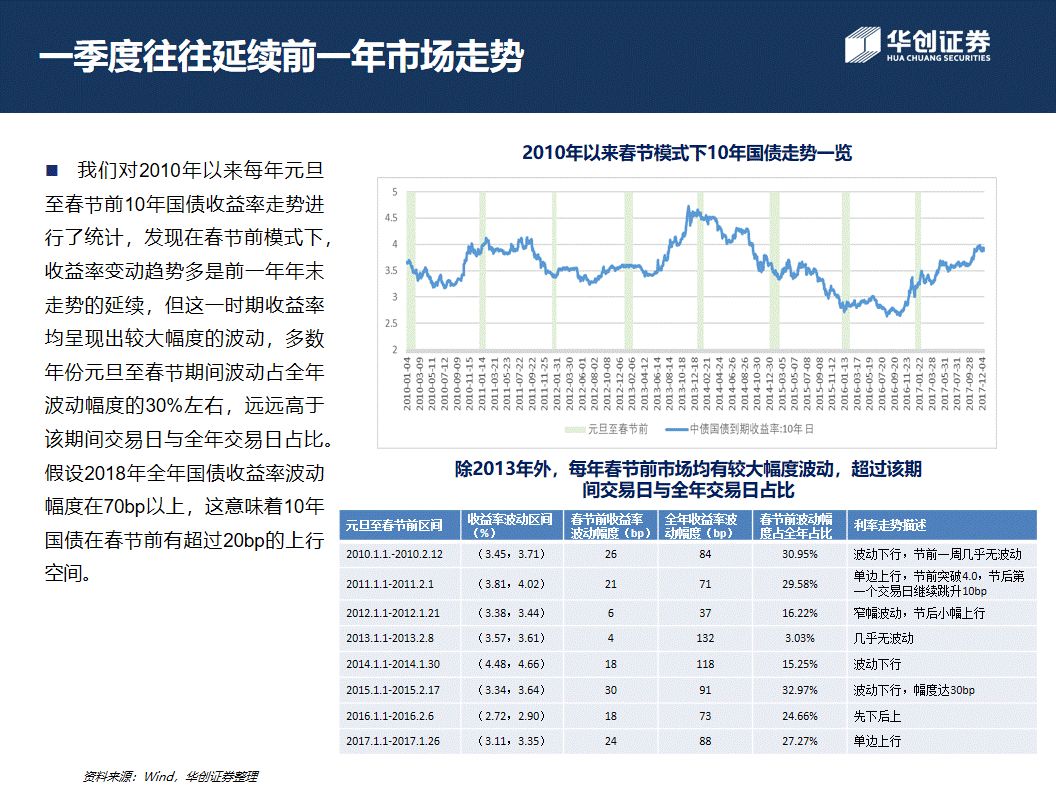 一季度往往延续前一年市场走势
华创证券
HUA CHUANG SECURITIES
■ 我们对2010年以来每年元旦
至春节前10年国债收益率走势进
行了统计，发现在春节前模式下，
收益率变动趋势多是前一年年末
走势的延续，但这一时期收益率
均呈现出较大幅度的波动，多数
年份元旦至春节期间波动占全年
波动幅度的30%左右，远远高于
该期间交易日与全年交易日占比。
假设2018年全年国债收益率波动
幅度在70bp以上，这意味着10年
国债在春节前有超过20bp的上行
空间。
2010年以来春节模式下10年国债走势一览
5
4.5
4
3.5
3
2.5
2
2010-01-04
2010-03-09
2010-05-11
2010-07-12
2010-09-09
2010-11-16
2011-01-14
2011-03-21
2011-05-23
2011-07-22
2011-09-22
2011-11-25
2012-01-31
2012-03-30
2012-06-01
2012-08-02
2012-10-08
2012-12-06
2013-02-06
2013-04-12
2013-06-14
2013-08-14
2013-10-18
2013-12-18
2014-02-21
2014-04-24
2014-06-26
2014-08-26
2014-10-30
2014-12-30
2015-03-05
2015-05-07
2015-07-08
2015-09-08
2015-11-12
2016-01-13
2016-03-17
2016-05-19
2016-07-20
2016-09-20
2016-11-23
2017-01-22
2017-03-28
2017-05-31
2017-07-31
2017-09-28
2017-12-04
元旦至春节前 中债国债到期收益率:10年 日
除2013年外，每年春节前市场均有较大幅度波动，超过该期
间交易日与全年交易日占比
元旦至春节前区间 收益率波动区间（%） 春节前收益率波动幅度（bp） 全年收益率波动幅度（bp） 春节前波动幅度占全年占比 利率走势描述
2010.1.1.-2010.2.12 （3.45，3.71） 26 84 30.95% 波动下行，节前一周几乎无波动
2011.1.1-2011.2.1 （3.81，4.02） 21 71 29.58% 单边上行，节前突破4.0，节后第一个交易日继续跳升10bp
2012.1.1-2012.1.21 （3.38，3.44） 6 37 16.22% 窄幅波动，节后小幅上行
2013.1.1-2013.2.8 （3.57，3.61） 4 132 3.03% 几乎无波动
2014.1.1-2014.1.30 （4.48，4.66） 18 118 15.25% 波动下行
2015.1.1-2015.2.17 （3.34，3.64） 30 91 32.97% 波动下行，幅度达30bp
2016.1.1-2016.2.6 （2.72，2.90） 18 73 24.66% 先下后上
2017.1.1-2017.1.26 （3.11，3.35） 24 88 27.27% 单边上行
资料来源：Wind，华创证券整理